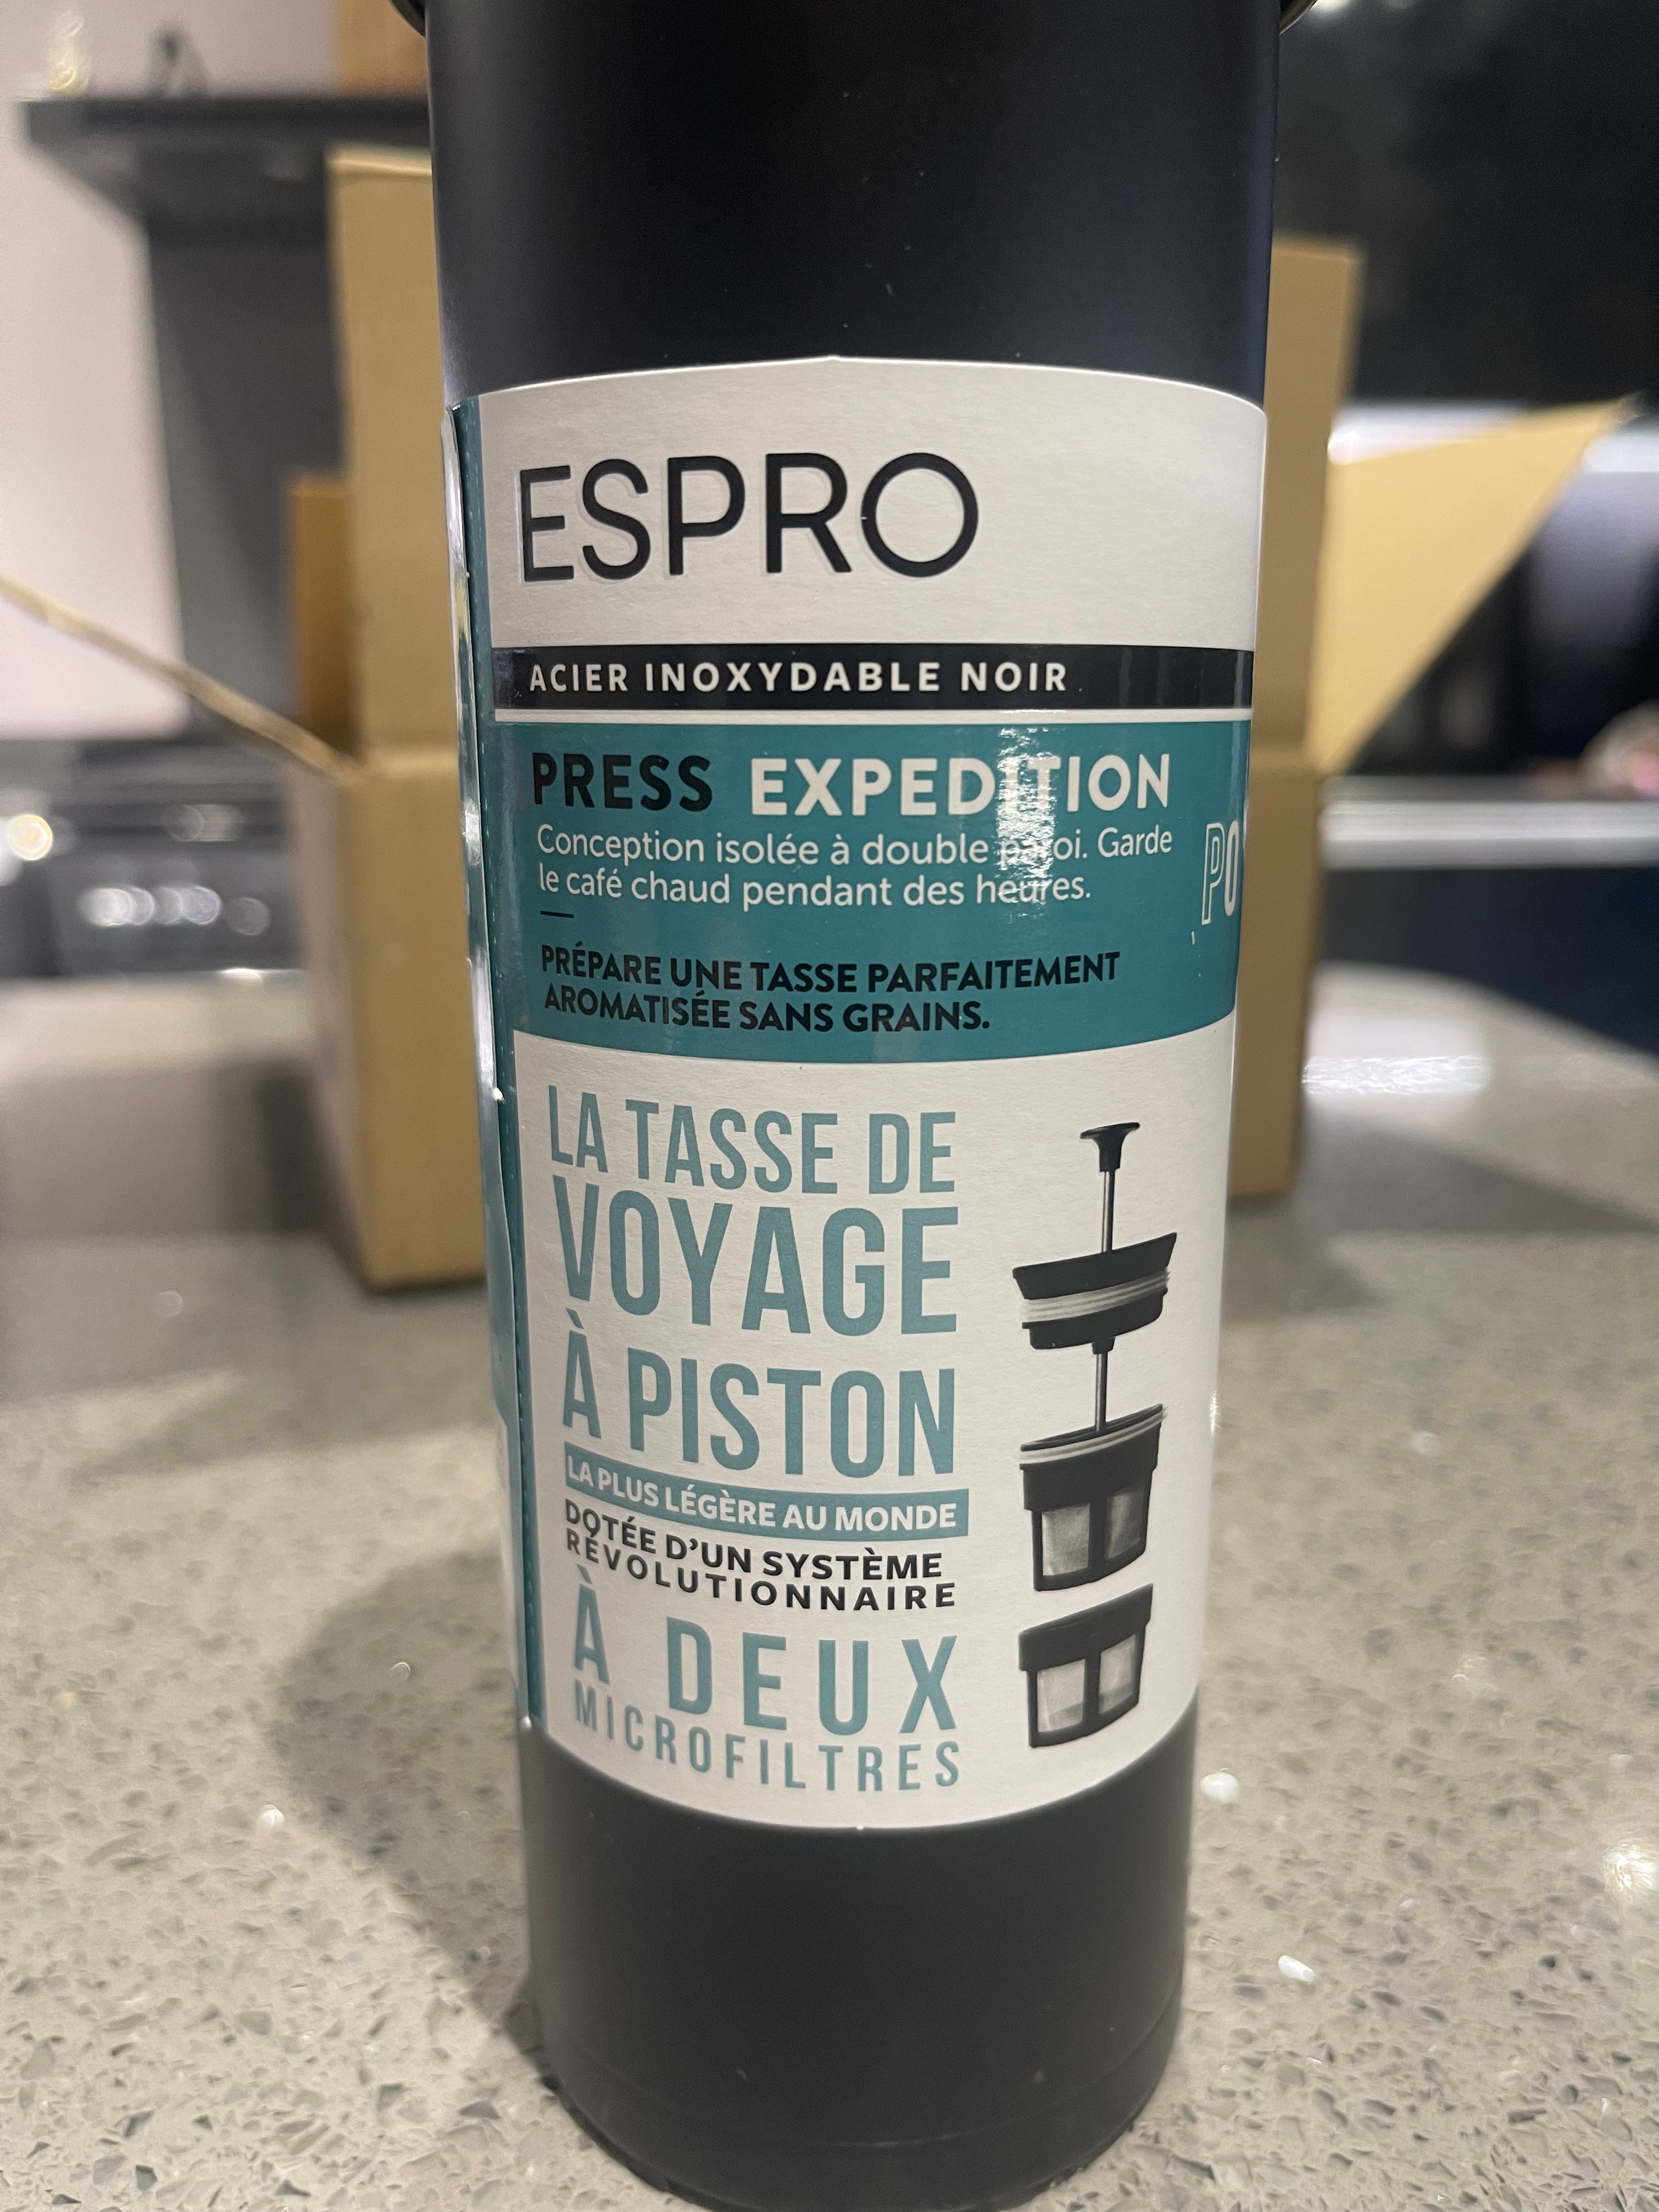 ESPRO
ACIER INOXYDABLE NOIR
PRESS EXPEDITION
Conception isolée à double paroi. Garde
le café chaud pendant des heures.
PRÉPARE UNE TASSE PARFAITEMENT
AROMATISÉE SANS GRAINS.
LA TASSE DE
VOYAGE
À PISTON
LA PLUS LÉGÈRE AU MONDE
DOTÉE D'UN SYSTÈME
RÉVOLUTIONNAIRE
À DEUX
MICROFILTRES